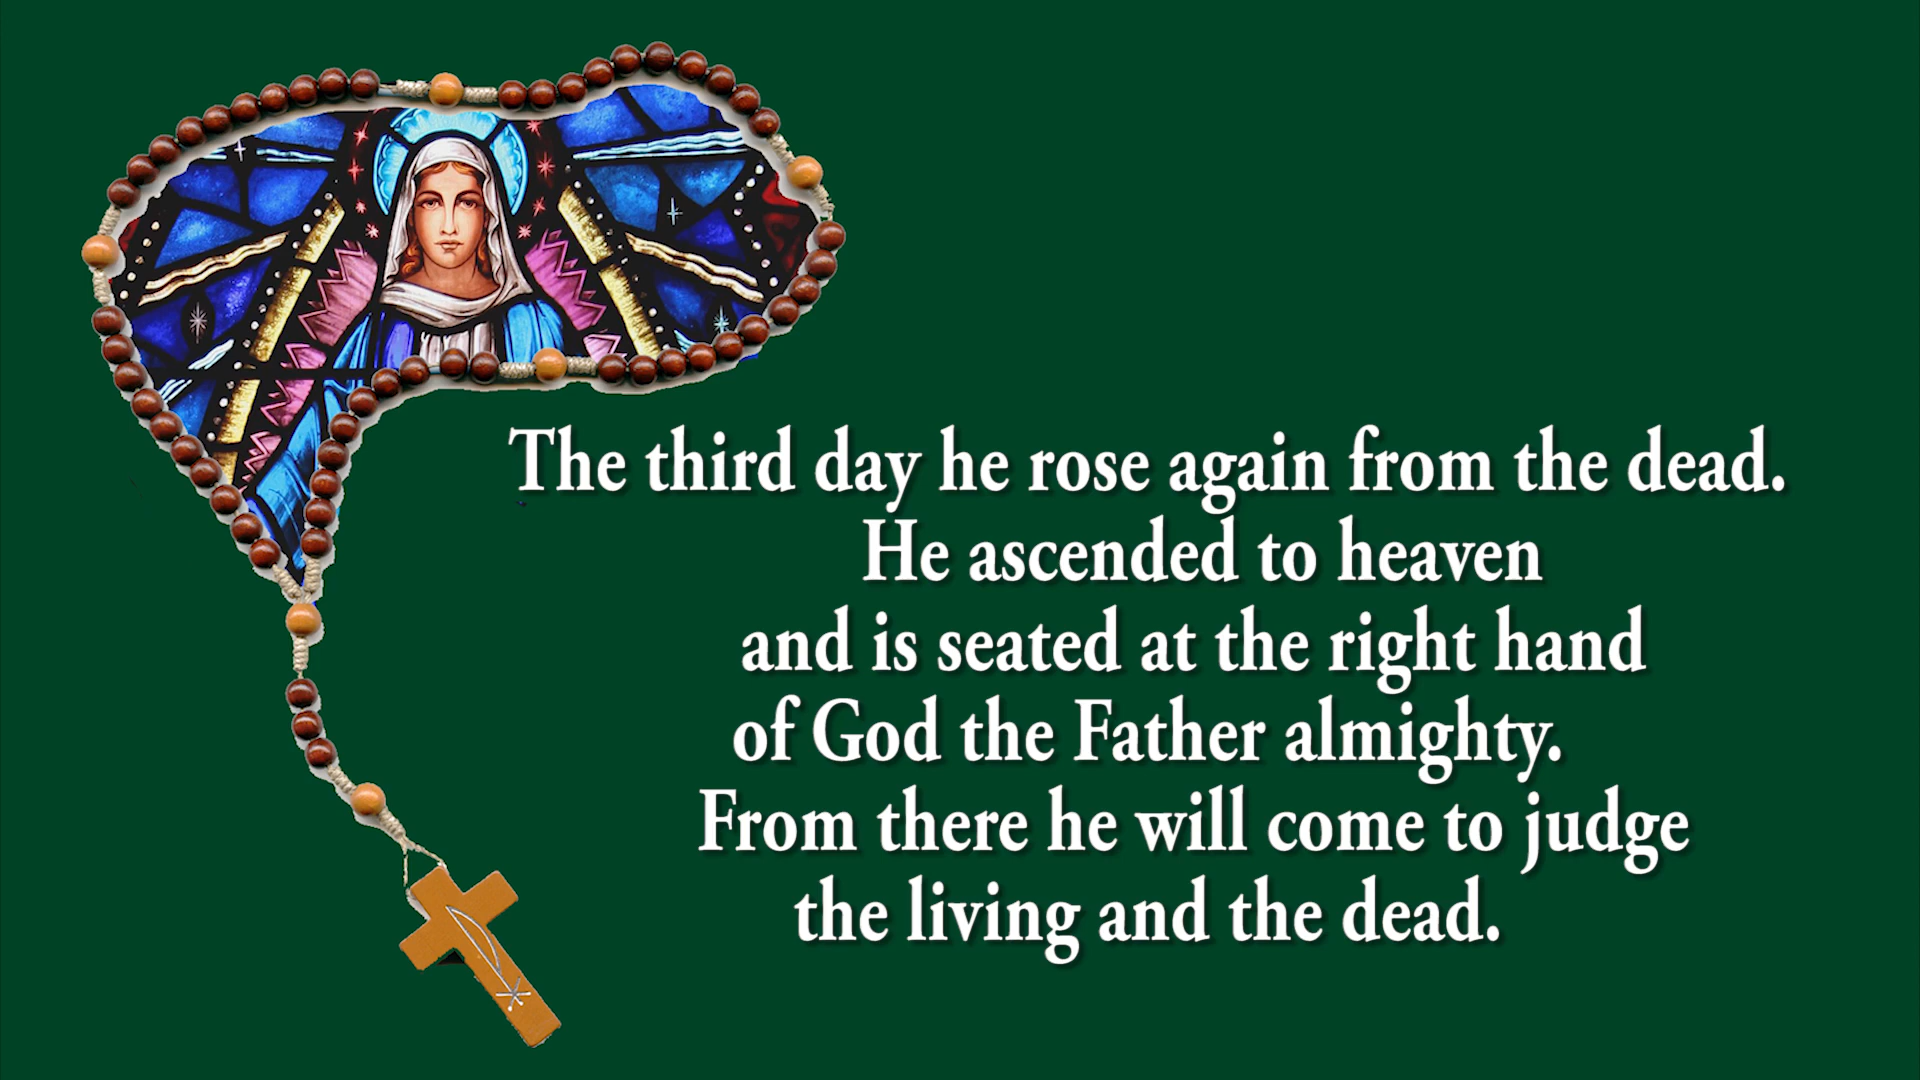 The third day he rose again from the dead.
He ascended to heaven
and is seated at the right hand
of God the Father almighty.
From there he will come to judge
the living and the dead.